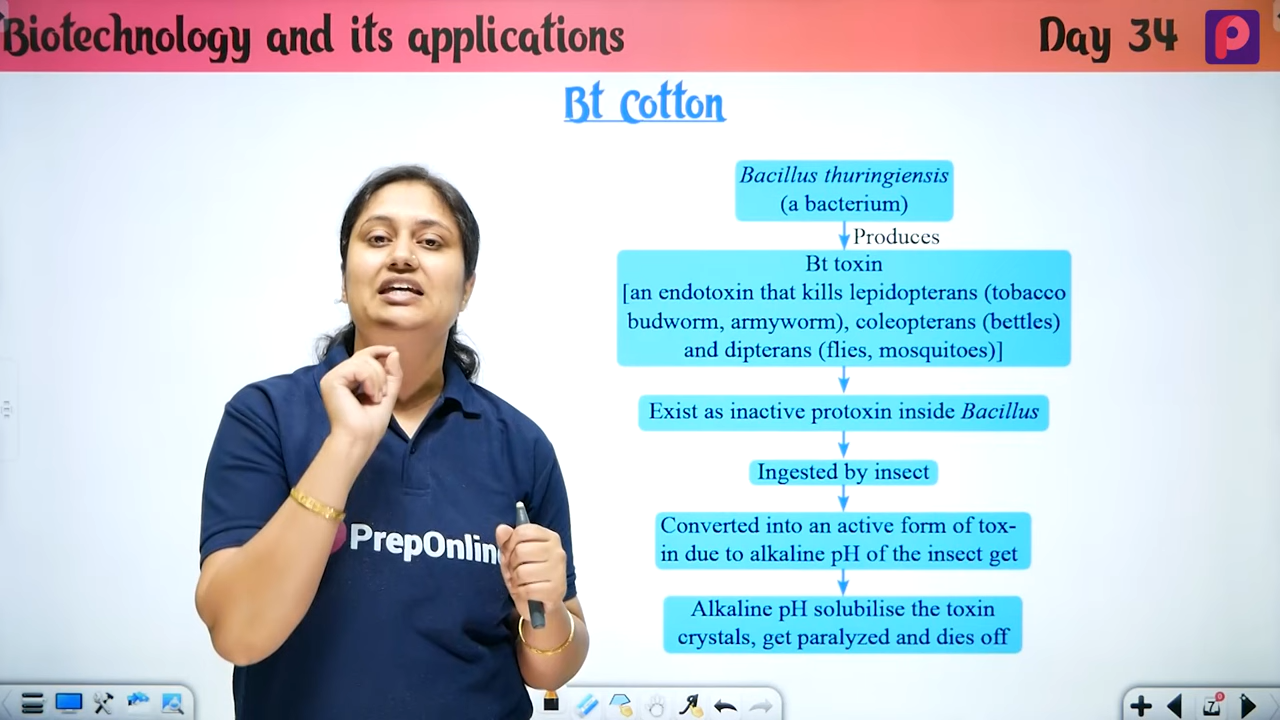 Biotechnology and its applications
Day 34
Bt Cotton
Bacillus thuringiensis
(a bacterium)
Produces
Bt toxin
[an endotoxin that kills lepidopterans (tobacco
budworm, armyworm), coleopterans (bettles)
and dipterans (flies, mosquitoes)]
Exist as inactive protoxin inside Bacillus
Ingested by insect
Converted into an active form of tox-
in due to alkaline pH of the insect get
Alkaline pH solubilise the toxin
crystals, get paralyzed and dies off
PrepOnline